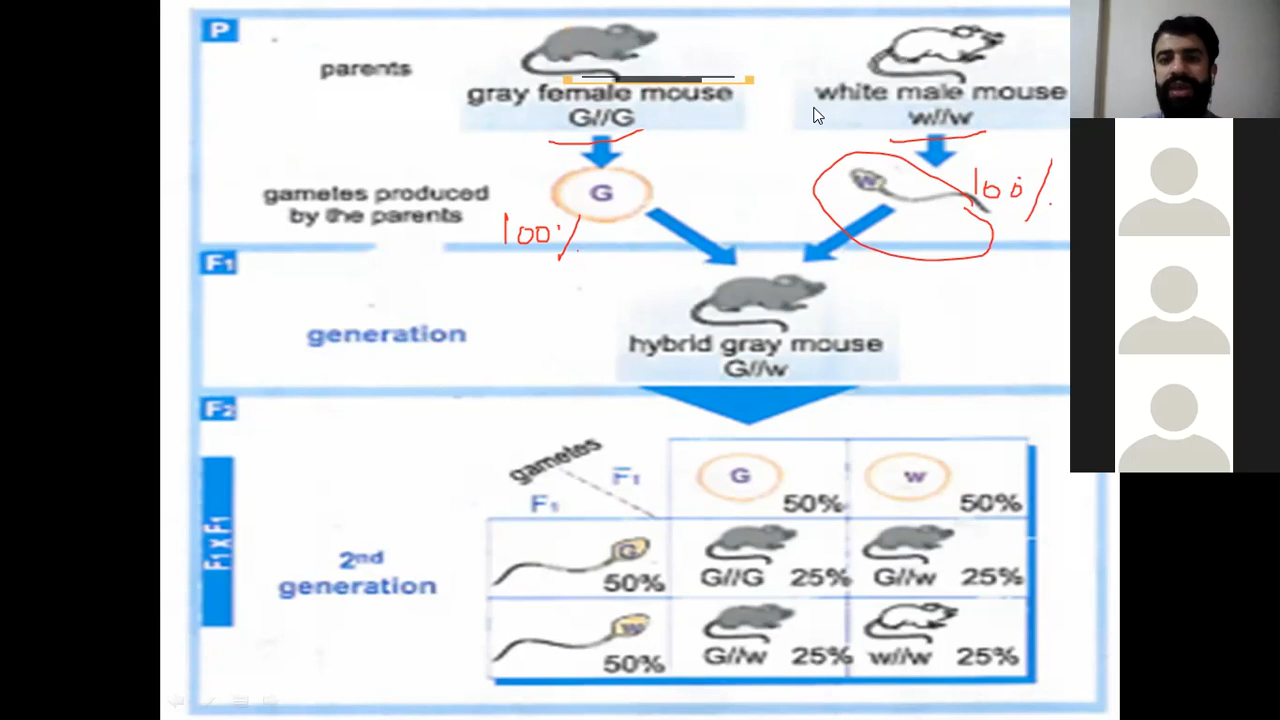 P
parents
gray female mouse
G//G
white male mouse
w//w
gametes produced
by the parents
G
100%
w
100%
F1
generation
hybrid gray mouse
G//w
F2
F1 x F1
2nd
generation
gametes
F1
F1
G
50%
w
50%
G
50%
G//G 25%
G//w 25%
w
50%
G//w 25%
w//w 25%